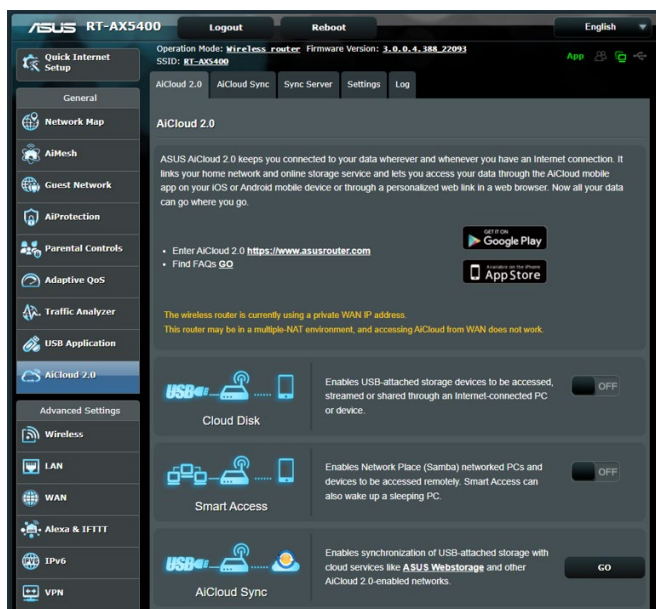 ASUS RT-AX5400 Logout Reboot English
Quick Internet Setup
Operation Mode: Wireless router Firmware Version: 3.0.0.4.388_22093
SSID: RT-AX5400
App
AiCloud 2.0 AiCloud Sync Sync Server Settings Log
General
Network Map
AiMesh
Guest Network
AiProtection
Parental Controls
Adaptive QoS
Traffic Analyzer
USB Application
AiCloud 2.0
Advanced Settings
Wireless
LAN
WAN
Alexa & IFTTT
IPv6
VPN
AiCloud 2.0
ASUS AiCloud 2.0 keeps you connected to your data wherever and whenever you have an Internet connection. It
links your home network and online storage service and lets you access your data through the AiCloud mobile
app on your iOS or Android mobile device or through a personalized web link in a web browser. Now all your data
can go where you go.
• Enter AiCloud 2.0 https://www.asusrouter.com
• Find FAQs GO
GET IT ON
Google Play
Available on the iPhone
App Store
The wireless router is currently using a private WAN IP address.
This router may be in a multiple-NAT environment, and accessing AiCloud from WAN does not work.
USB
Cloud Disk
Enables USB-attached storage devices to be accessed,
streamed or shared through an Internet-connected PC
or device.
OFF
Smart Access
Enables Network Place (Samba) networked PCs and
devices to be accessed remotely. Smart Access can
also wake up a sleeping PC.
OFF
USB
AiCloud Sync
Enables synchronization of USB-attached storage with
cloud services like ASUS Webstorage and other
AiCloud 2.0-enabled networks.
GO